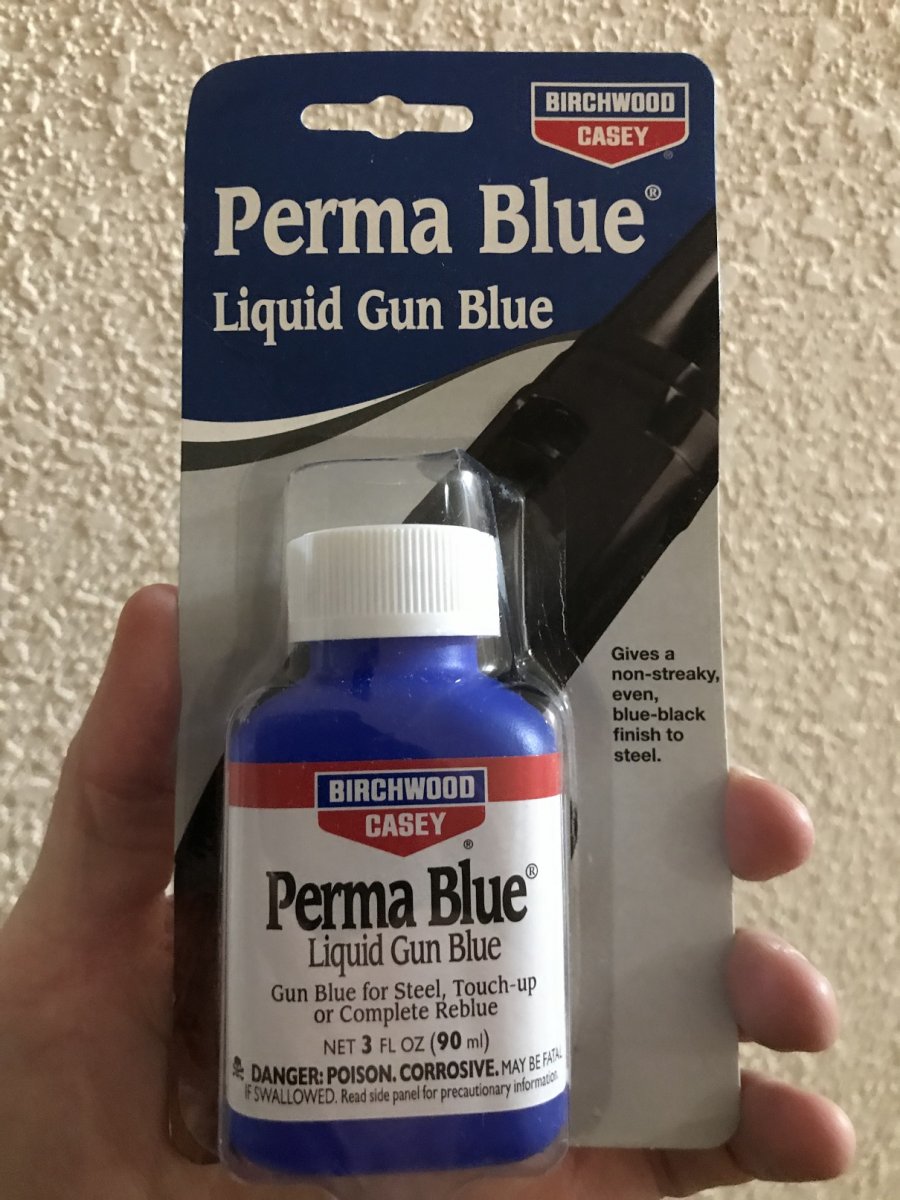 BIRCHWOOD
CASEY
®
Perma Blue®
Liquid Gun Blue
Gives a
non-streaky,
even,
blue-black
finish to
steel.
BIRCHWOOD
CASEY
®
Perma Blue®
Liquid Gun Blue
Gun Blue for Steel, Touch-up
or Complete Reblue
NET 3 FL OZ (90 ml)
DANGER: POISON. CORROSIVE. MAY BE FATAL
IF SWALLOWED. Read side panel for precautionary information.